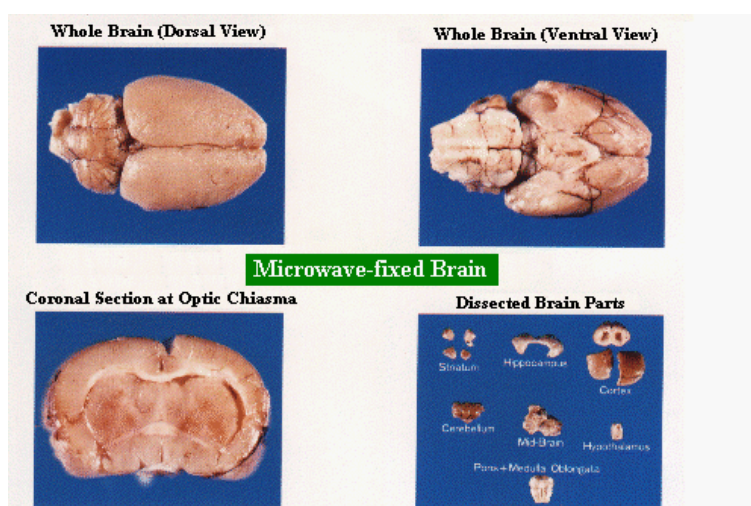 Whole Brain (Dorsal View)
Whole Brain (Ventral View)
Microwave-fixed Brain
Coronal Section at Optic Chiasma
Dissected Brain Parts
Striatum
Hippocampus
Cortex
Cerebellum
Mid-Brain
Hypothalamus
Pons+Medulla Oblongata